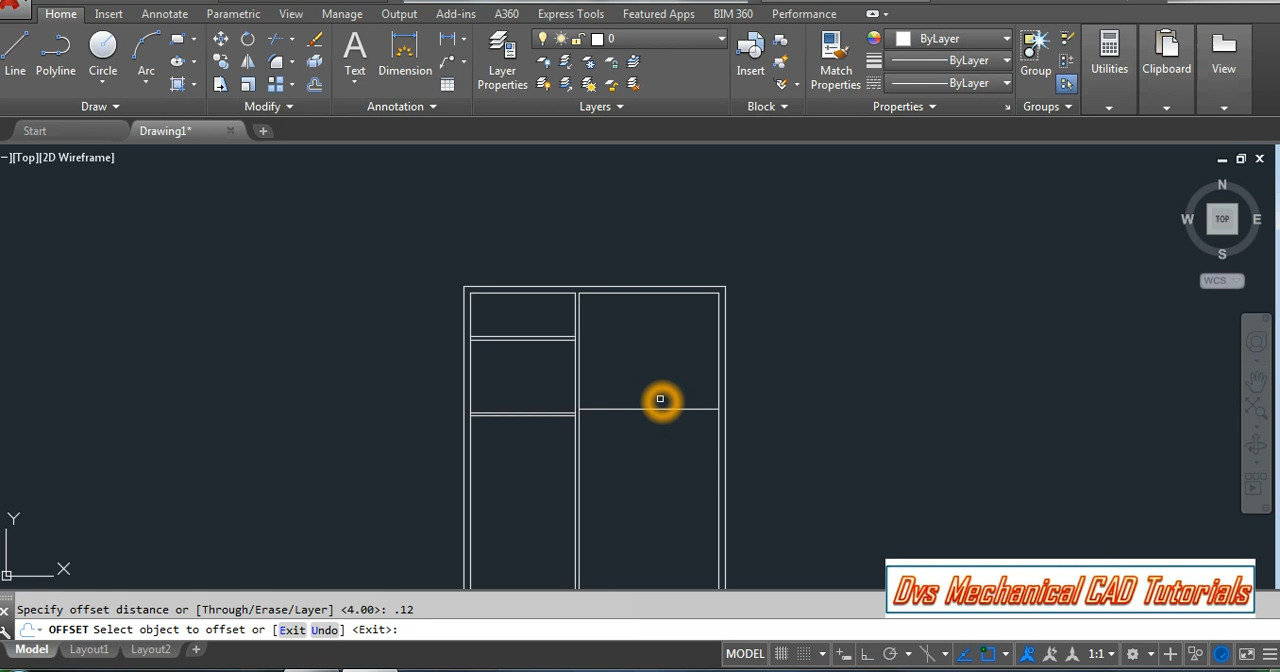 Home Insert Annotate Parametric View Manage Output Add-ins A360 Express Tools Featured Apps BIM 360 Performance
Line Polyline Circle Arc
Text Dimension
Layer Properties
0
Insert
Match Properties
ByLayer
ByLayer
ByLayer
Group
Utilities
Clipboard
View
Draw Modify Annotation Layers Block Properties Groups
Start Drawing1*
−][Top][2D Wireframe]
N
W TOP E
S
WCS
Y
X
Dvs Mechanical CAD Tutorials
Specify offset distance or [Through/Erase/Layer] <4.00>: .12
OFFSET Select object to offset or [Exit Undo] <Exit>:
Model Layout1 Layout2 + MODEL 1:1